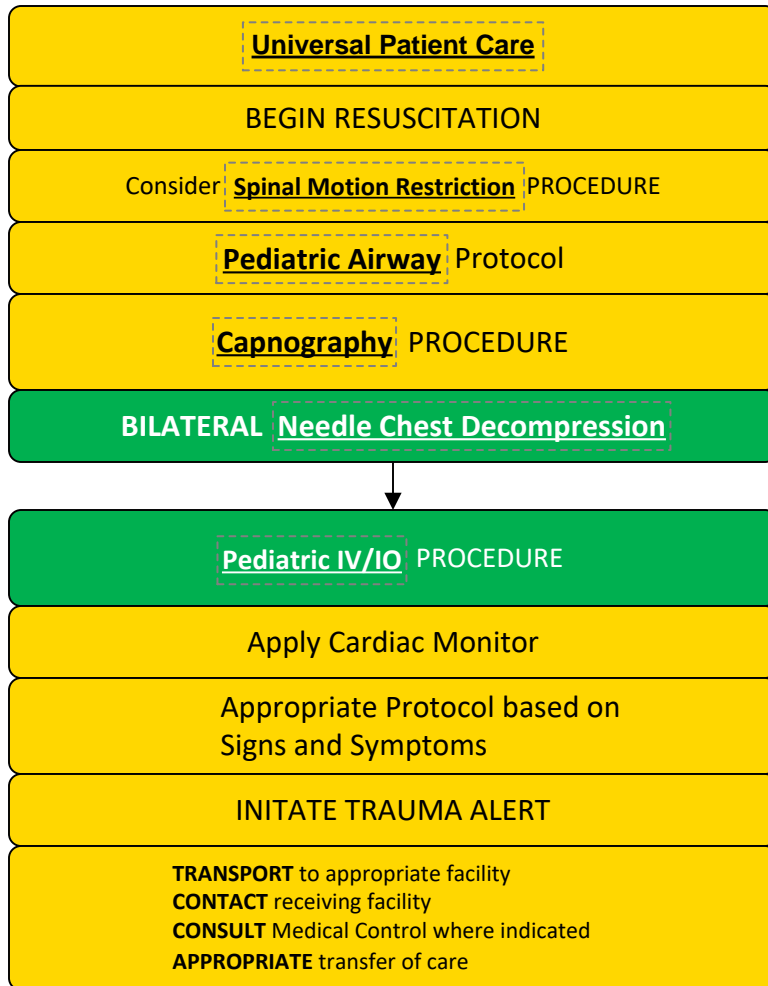 Universal Patient Care
BEGIN RESUSCITATION
Consider Spinal Motion Restriction PROCEDURE
Pediatric Airway Protocol
Capnography PROCEDURE
BILATERAL Needle Chest Decompression
Pediatric IV/IO PROCEDURE
Apply Cardiac Monitor
Appropriate Protocol based on
Signs and Symptoms
INITATE TRAUMA ALERT
TRANSPORT to appropriate facility
CONTACT receiving facility
CONSULT Medical Control where indicated
APPROPRIATE transfer of care